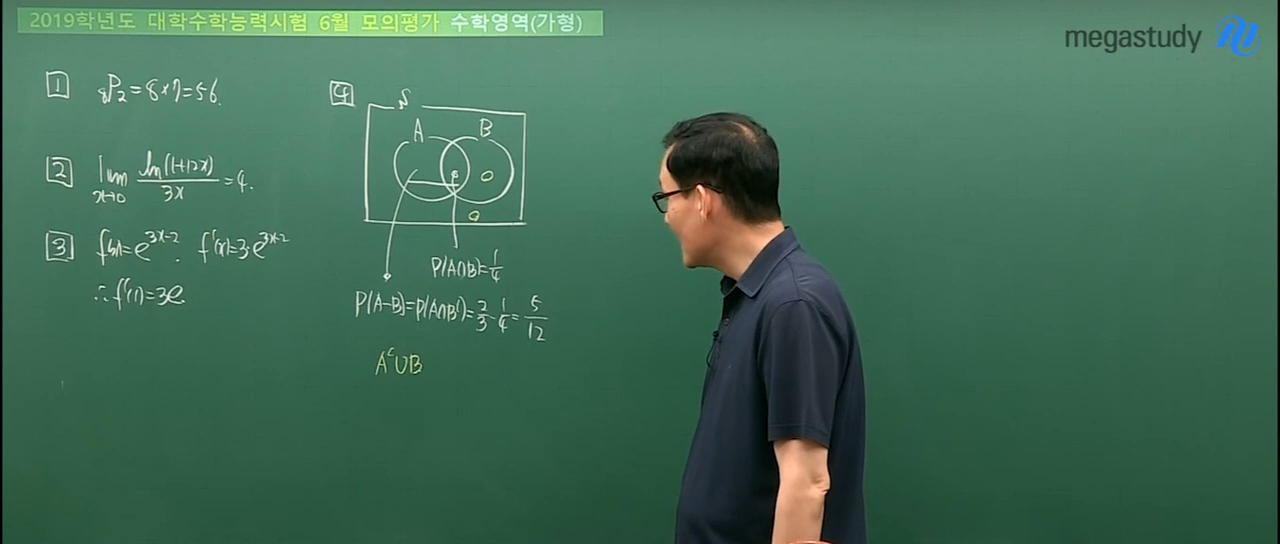 2019학년도 대학수학능력시험 6월 모의평가 수학영역(가형)
megastudy
1 ₈P₂=8×7=56.
2 lim x→0 ln(1+12x)/3x =4.
3 f(x)=e^{3x-2}. f'(x)=3·e^{3x-2}
∴f'(1)=3e.
4 S
A B
P(A∩B)=1/4
P(A-B)=P(A∩B^c)=2/3-1/4=5/12
A^c∪B